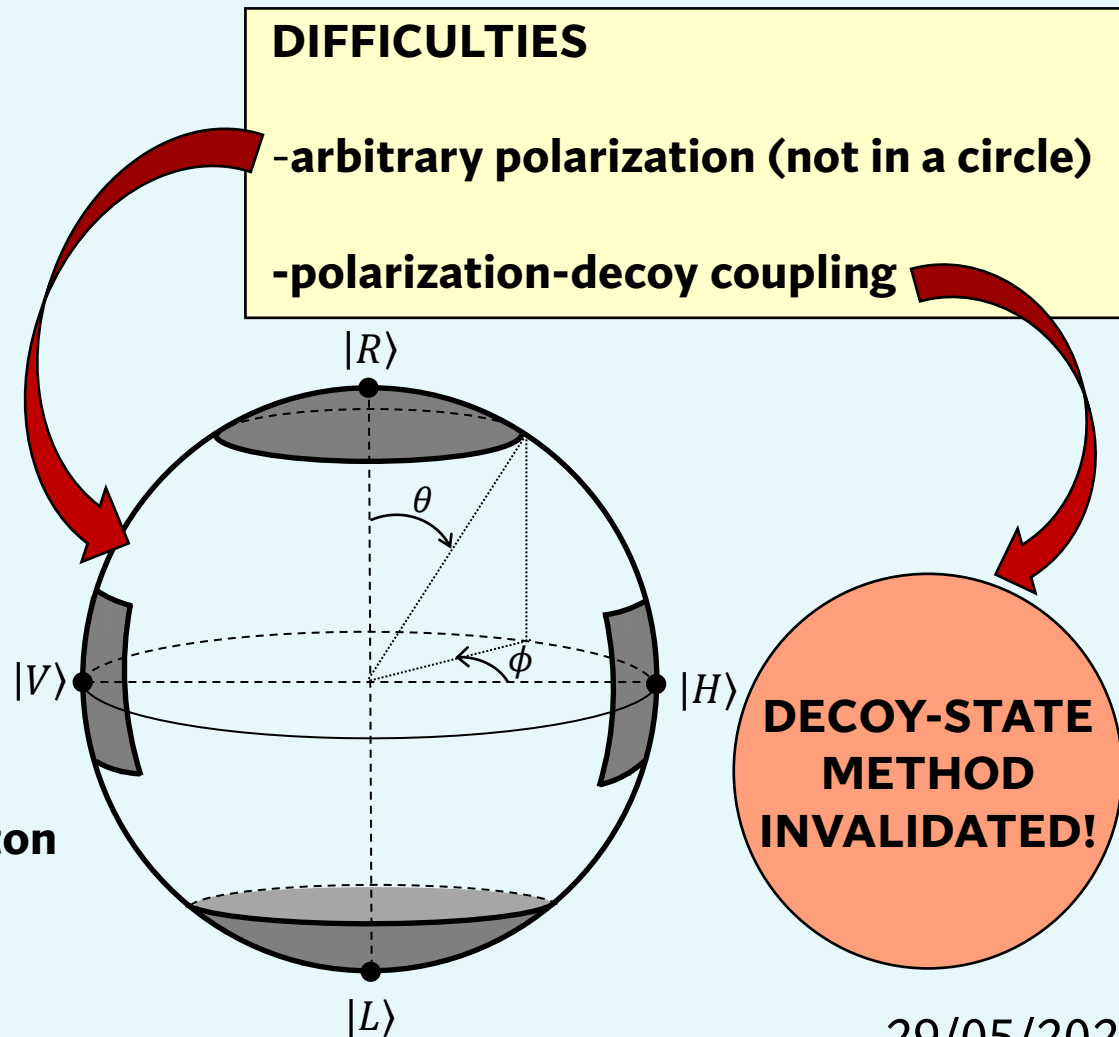 DIFFICULTIES
-arbitrary polarization (not in a circle)
-polarization-decoy coupling
|R⟩
θ
ϕ
|V⟩
|H⟩
DECOY-STATE
METHOD
INVALIDATED!
|L⟩